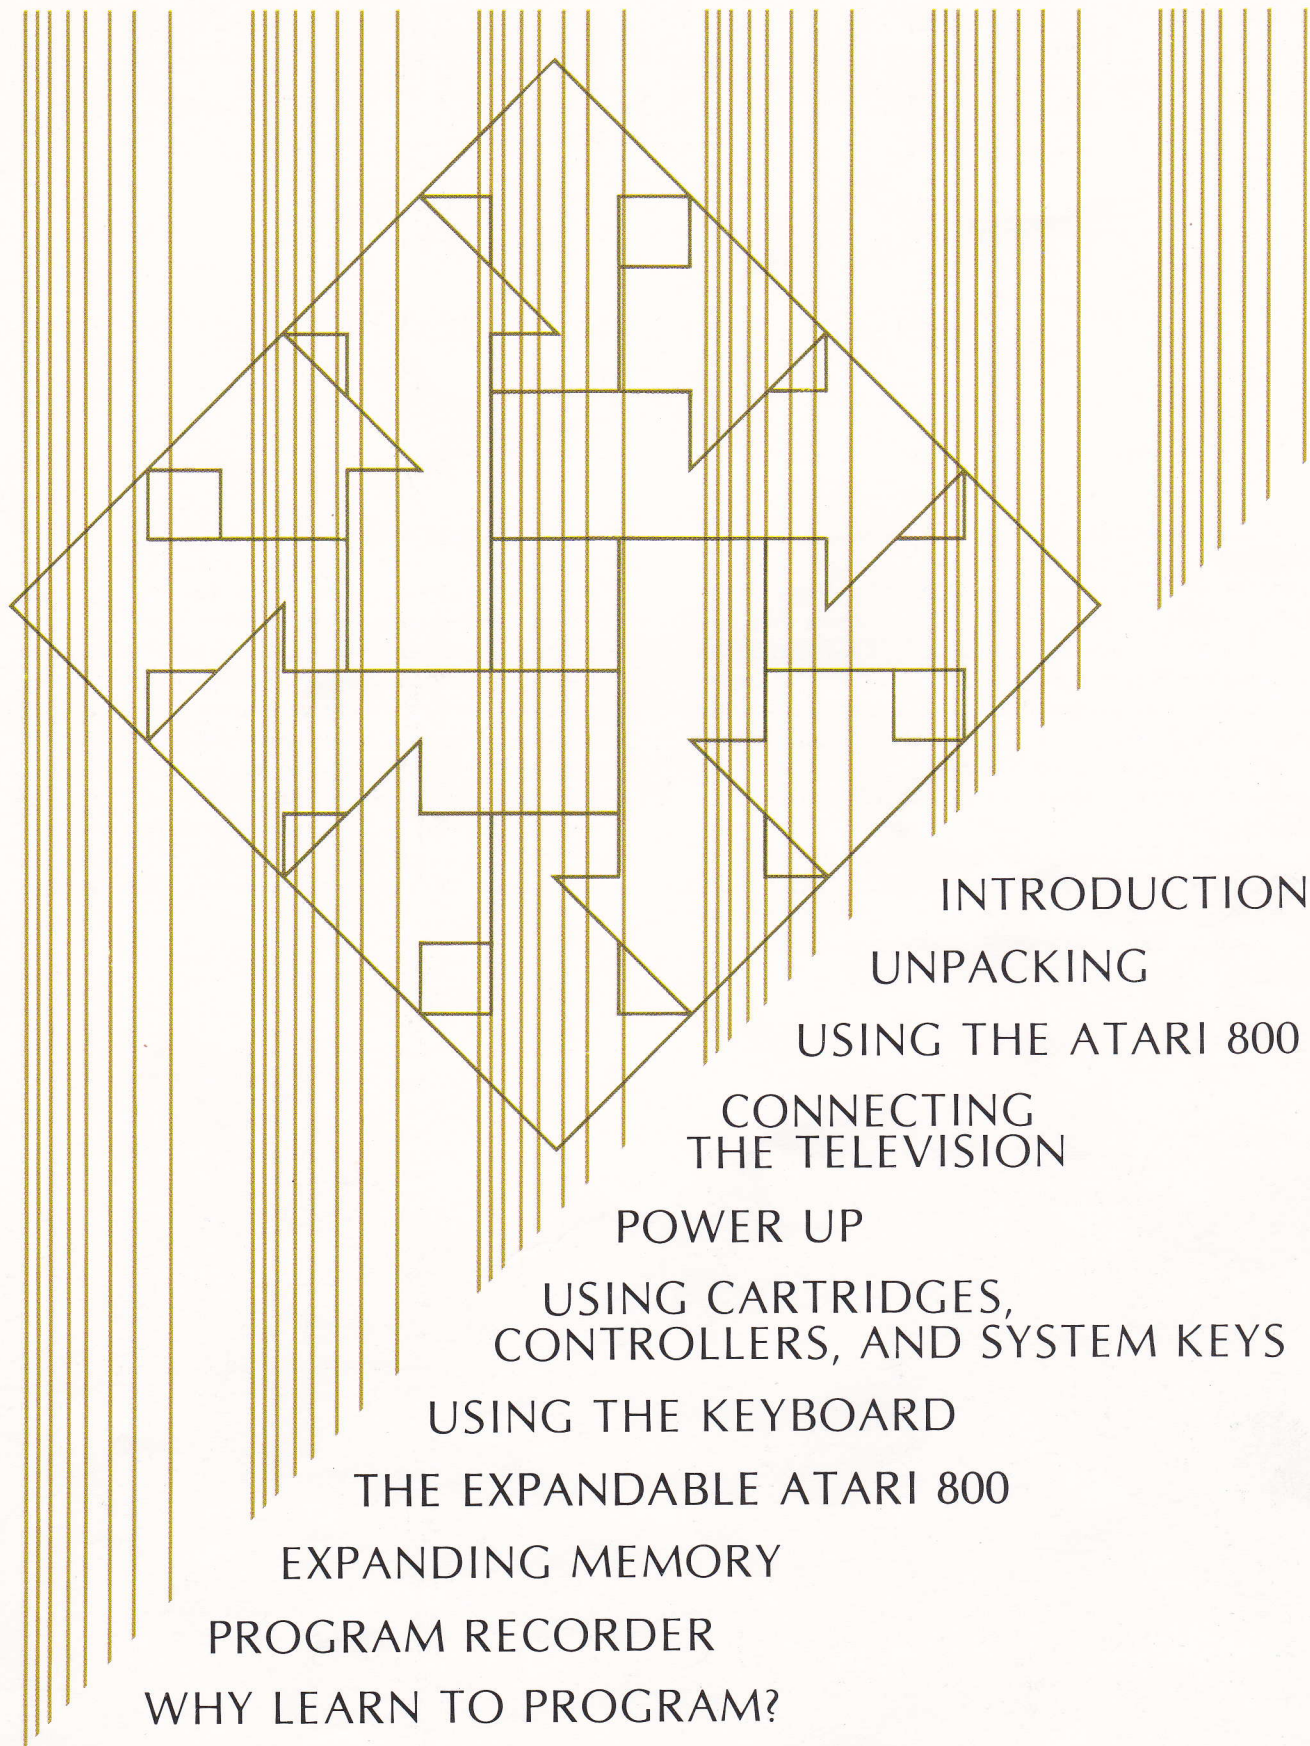 INTRODUCTION
UNPACKING
USING THE ATARI 800
CONNECTING
THE TELEVISION
POWER UP
USING CARTRIDGES,
CONTROLLERS, AND SYSTEM KEYS
USING THE KEYBOARD
THE EXPANDABLE ATARI 800
EXPANDING MEMORY
PROGRAM RECORDER
WHY LEARN TO PROGRAM?